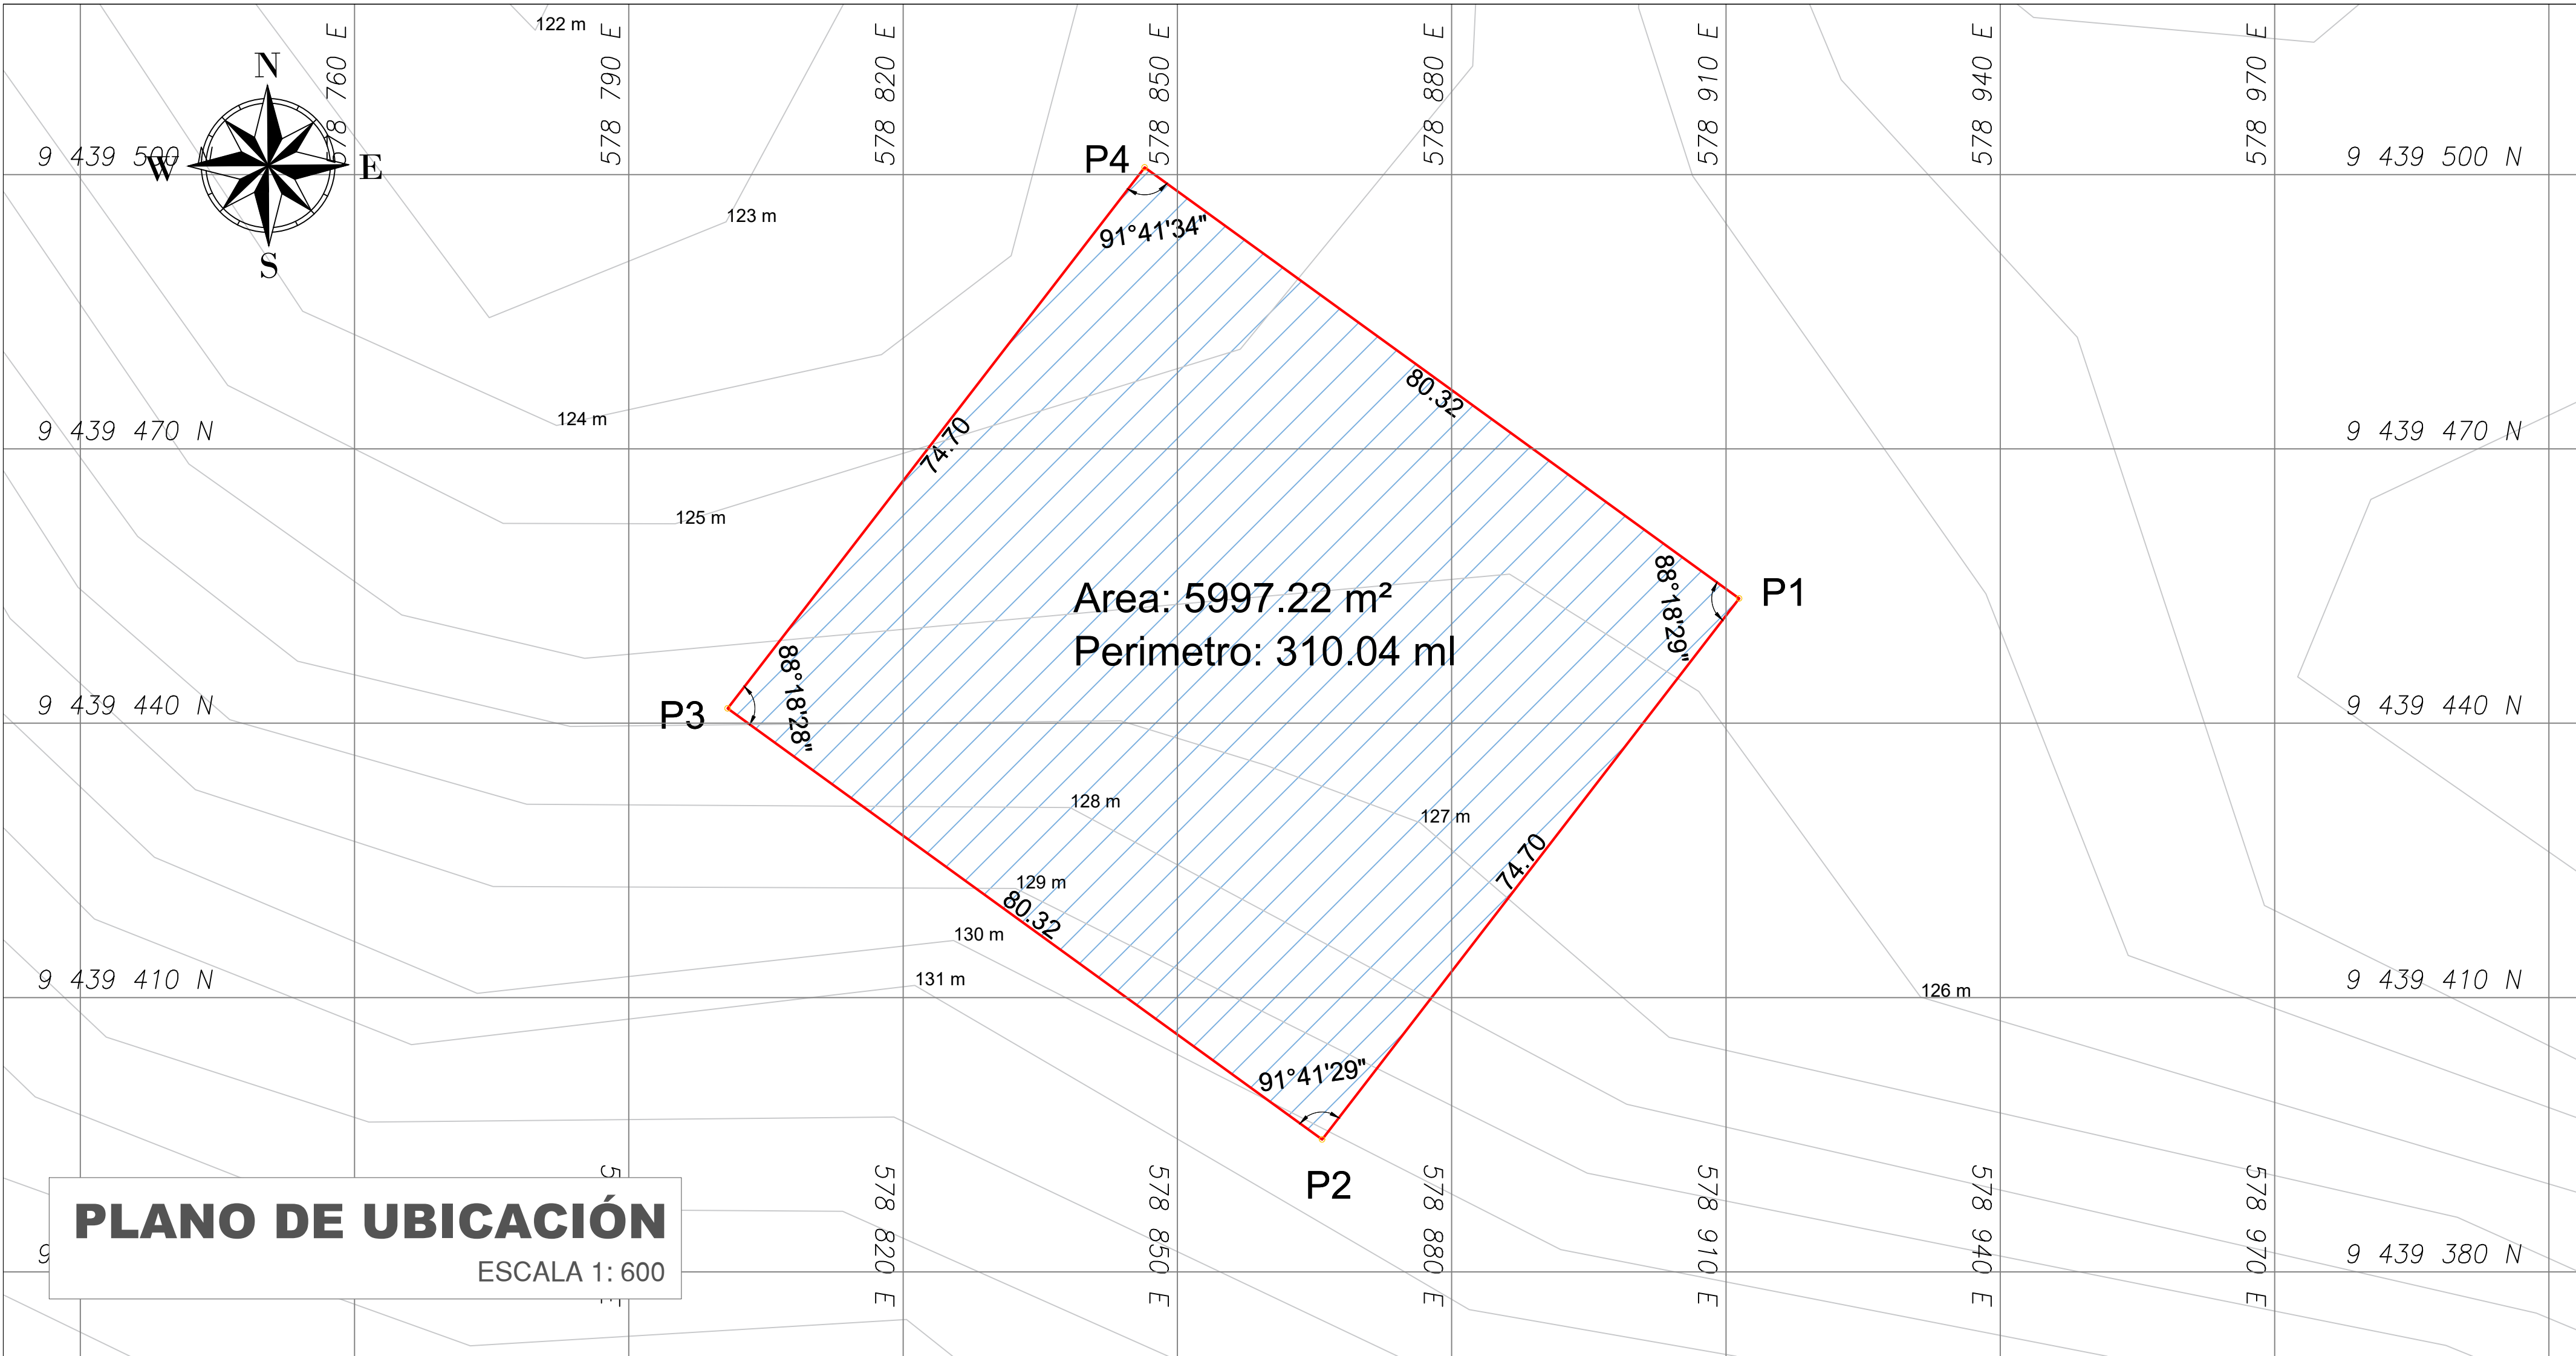 122 m
578 760 E
578 790 E
578 820 E
578 850 E
578 880 E
578 910 E
578 940 E
578 970 E
N
W
E
S
9 439 500 N
9 439 500 N
P4
91°41'34"
123 m
80.32
124 m
74.70
9 439 470 N
9 439 470 N
125 m
Area: 5997.22 m²
Perimetro: 310.04 ml
P1
88°18'29"
P3
88°18'28"
9 439 440 N
9 439 440 N
128 m
127 m
74.70
129 m
80.32
130 m
131 m
9 439 410 N
9 439 410 N
126 m
91°41'29"
P2
578 820 E
578 850 E
578 880 E
578 910 E
578 940 E
578 970 E
PLANO DE UBICACIÓN
ESCALA 1: 600
9 439 380 N